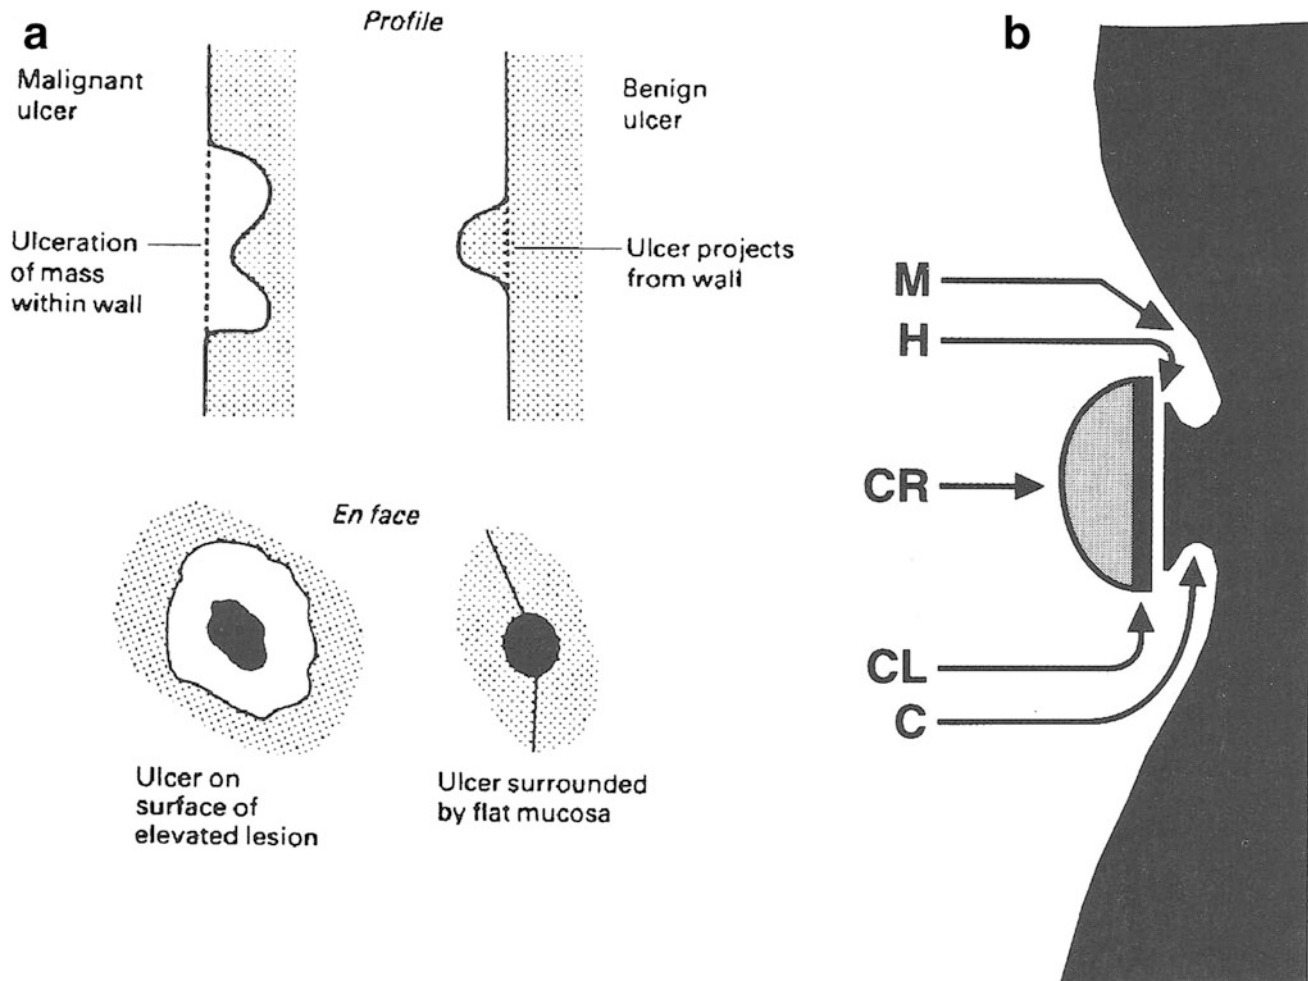 a
Profile
b
Malignant
ulcer
Benign
ulcer
Ulceration
of mass
within wall
Ulcer projects
from wall
En face
Ulcer on
surface of
elevated lesion
Ulcer surrounded
by flat mucosa
M
H
CR
CL
C